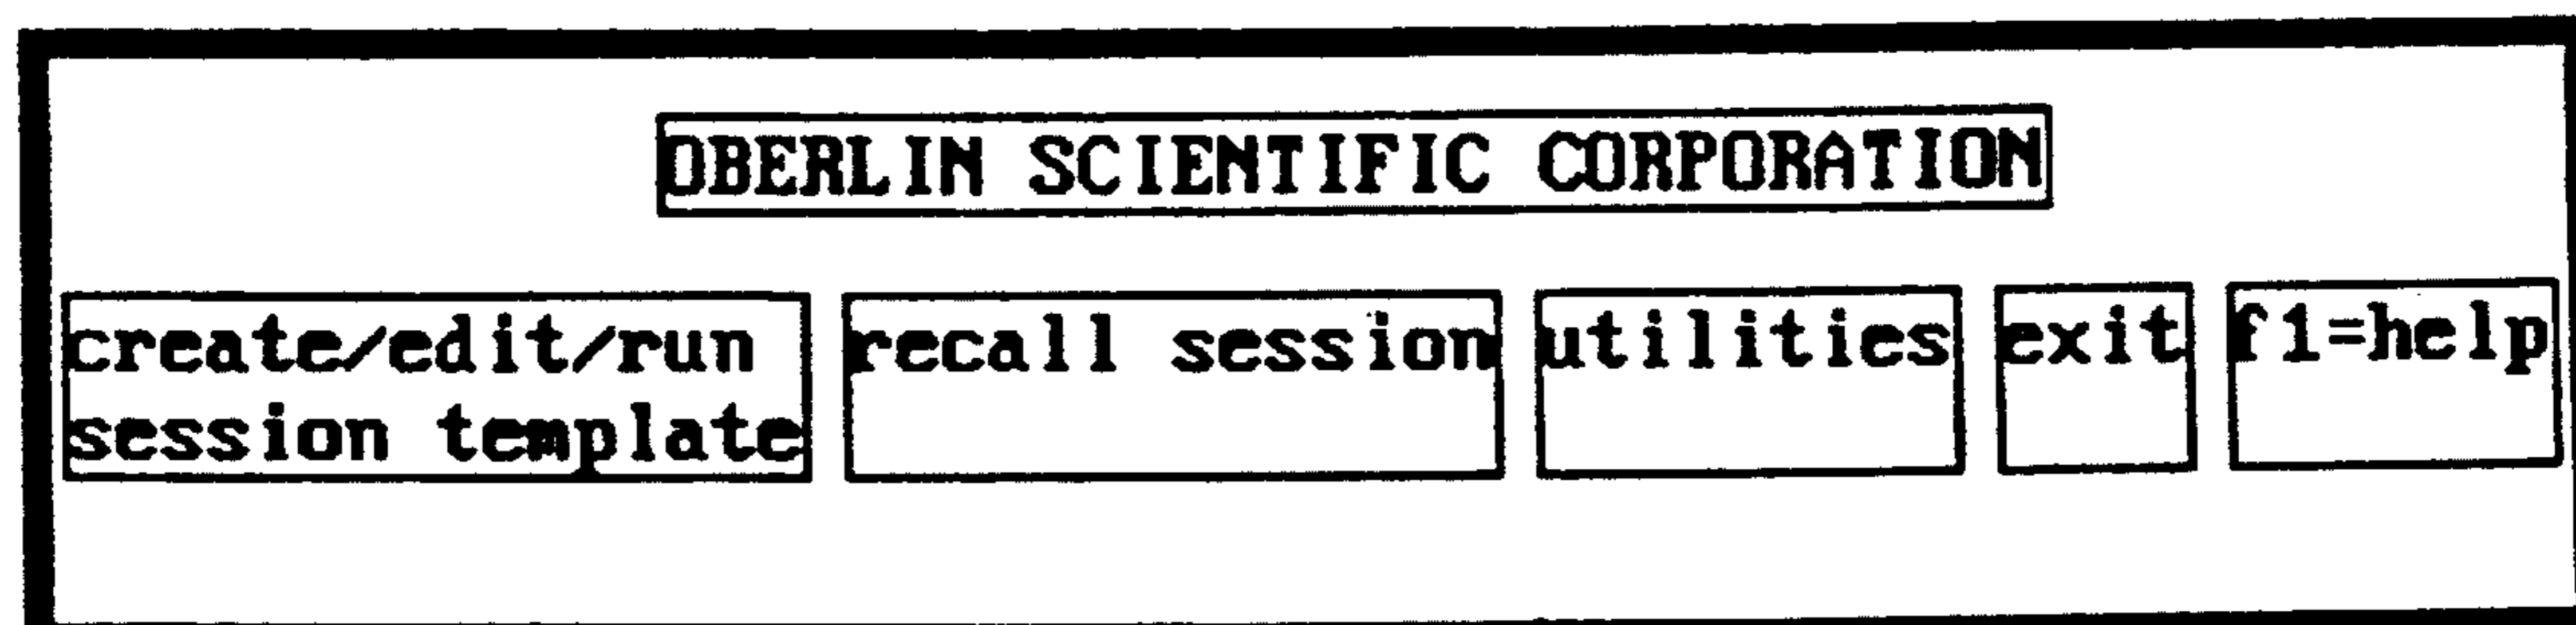 OBERLIN SCIENTIFIC CORPORATION
create/edit/run recall session utilities exit f1=help
session template